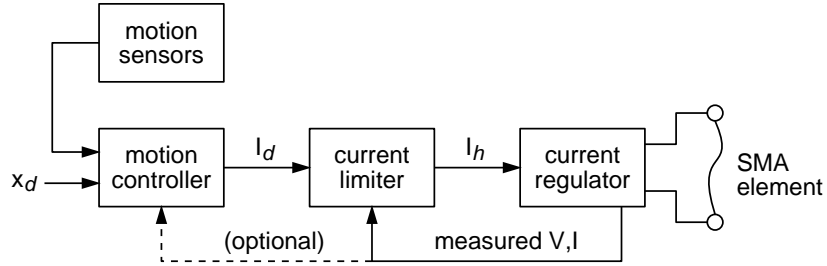 motion
sensors
x_d
motion
controller
I_d
current
limiter
I_h
current
regulator
SMA
element
(optional)
measured V,I